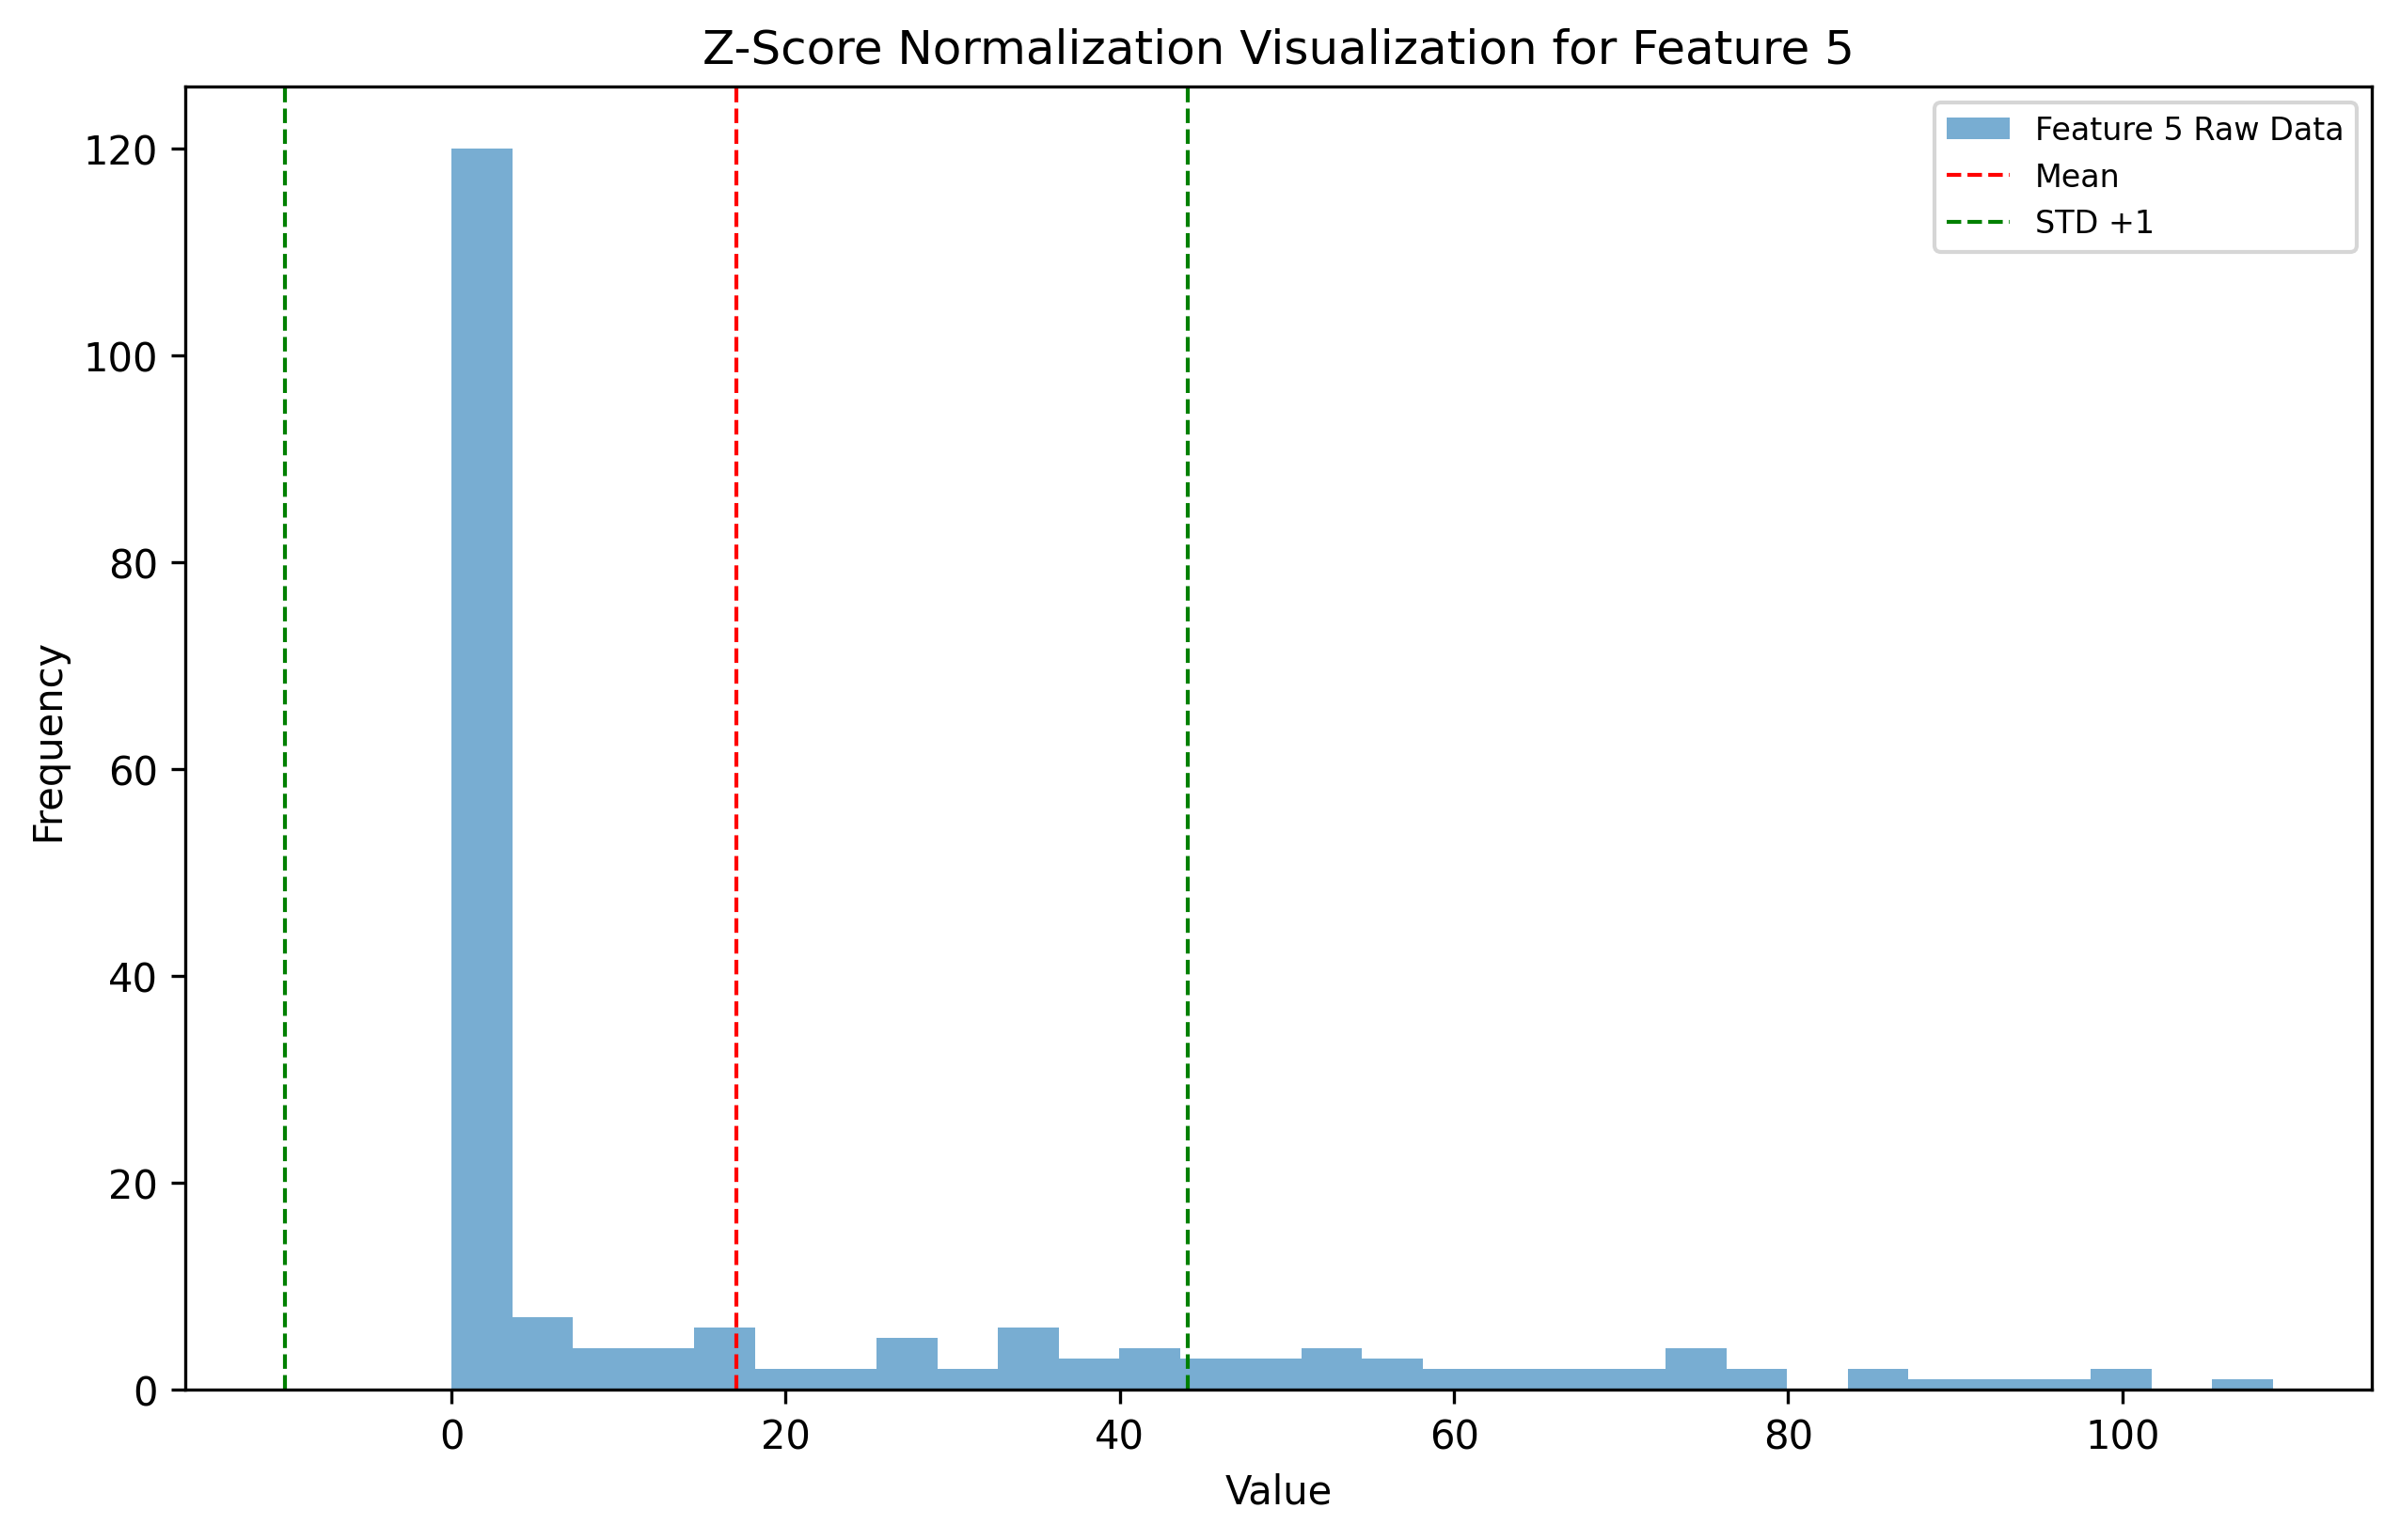 Z-Score Normalization Visualization for Feature 5
Feature 5 Raw Data
Mean
STD +1
120
100
80
60
40
20
0
Frequency
0 20 40 60 80 100
Value